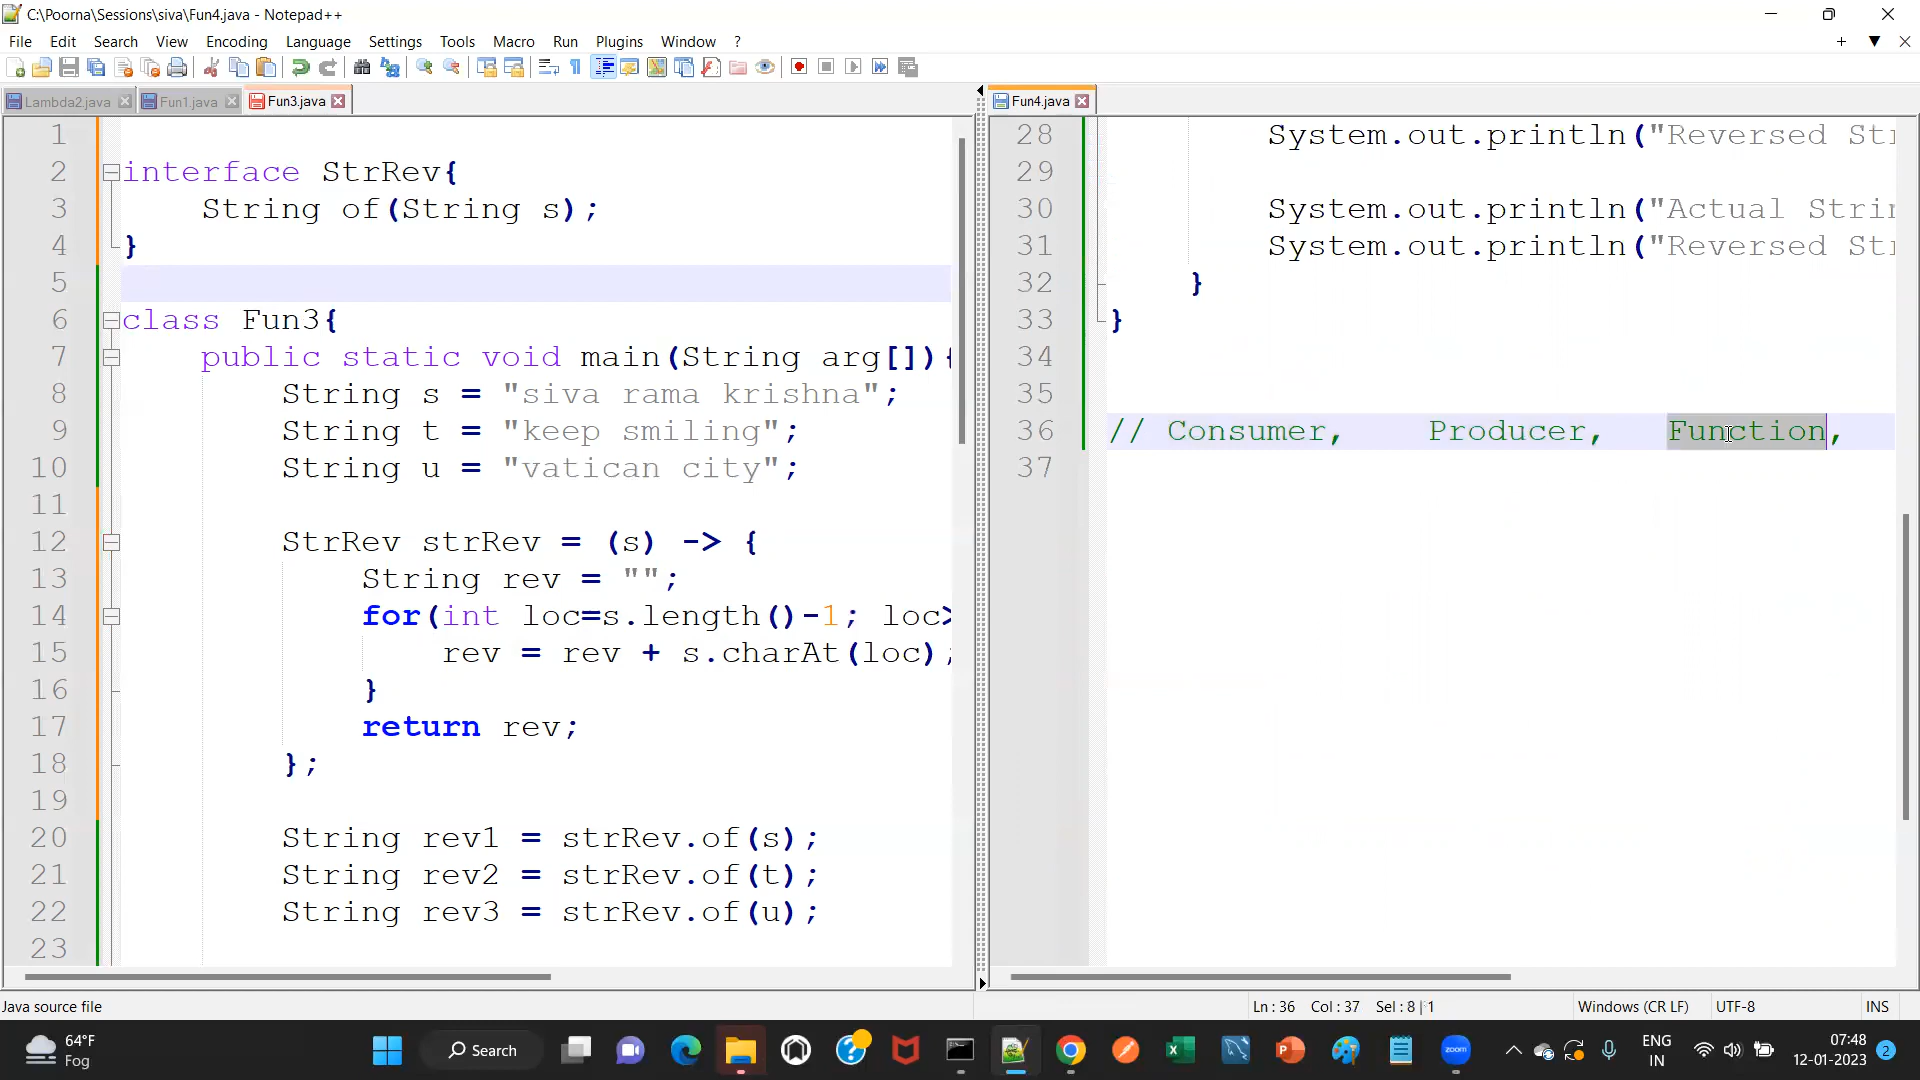 C:\Poorna\Sessions\siva\Fun4.java - Notepad++
File Edit Search View Encoding Language Settings Tools Macro Run Plugins Window ?
Lambda2.java Fun1.java Fun3.java Fun4.java
1
2 interface StrRev{
3 String of(String s);
4 }
5
6 class Fun3{
7 public static void main(String arg[]){
8 String s = "siva rama krishna";
9 String t = "keep smiling";
10 String u = "vatican city";
11
12 StrRev strRev = (s) -> {
13 String rev = "";
14 for(int loc=s.length()-1; loc>
15 rev = rev + s.charAt(loc);
16 }
17 return rev;
18 };
19
20 String rev1 = strRev.of(s);
21 String rev2 = strRev.of(t);
22 String rev3 = strRev.of(u);
23
28 System.out.println("Reversed Str
29
30 System.out.println("Actual Strin
31 System.out.println("Reversed Str
32 }
33 }
34
35
36 // Consumer, Producer, Function,
37
Java source file Ln : 36 Col : 37 Sel : 8 | 1 Windows (CR LF) UTF-8 INS
64°F
Fog
Search
zoom
ENG
IN
07:48
12-01-2023
2